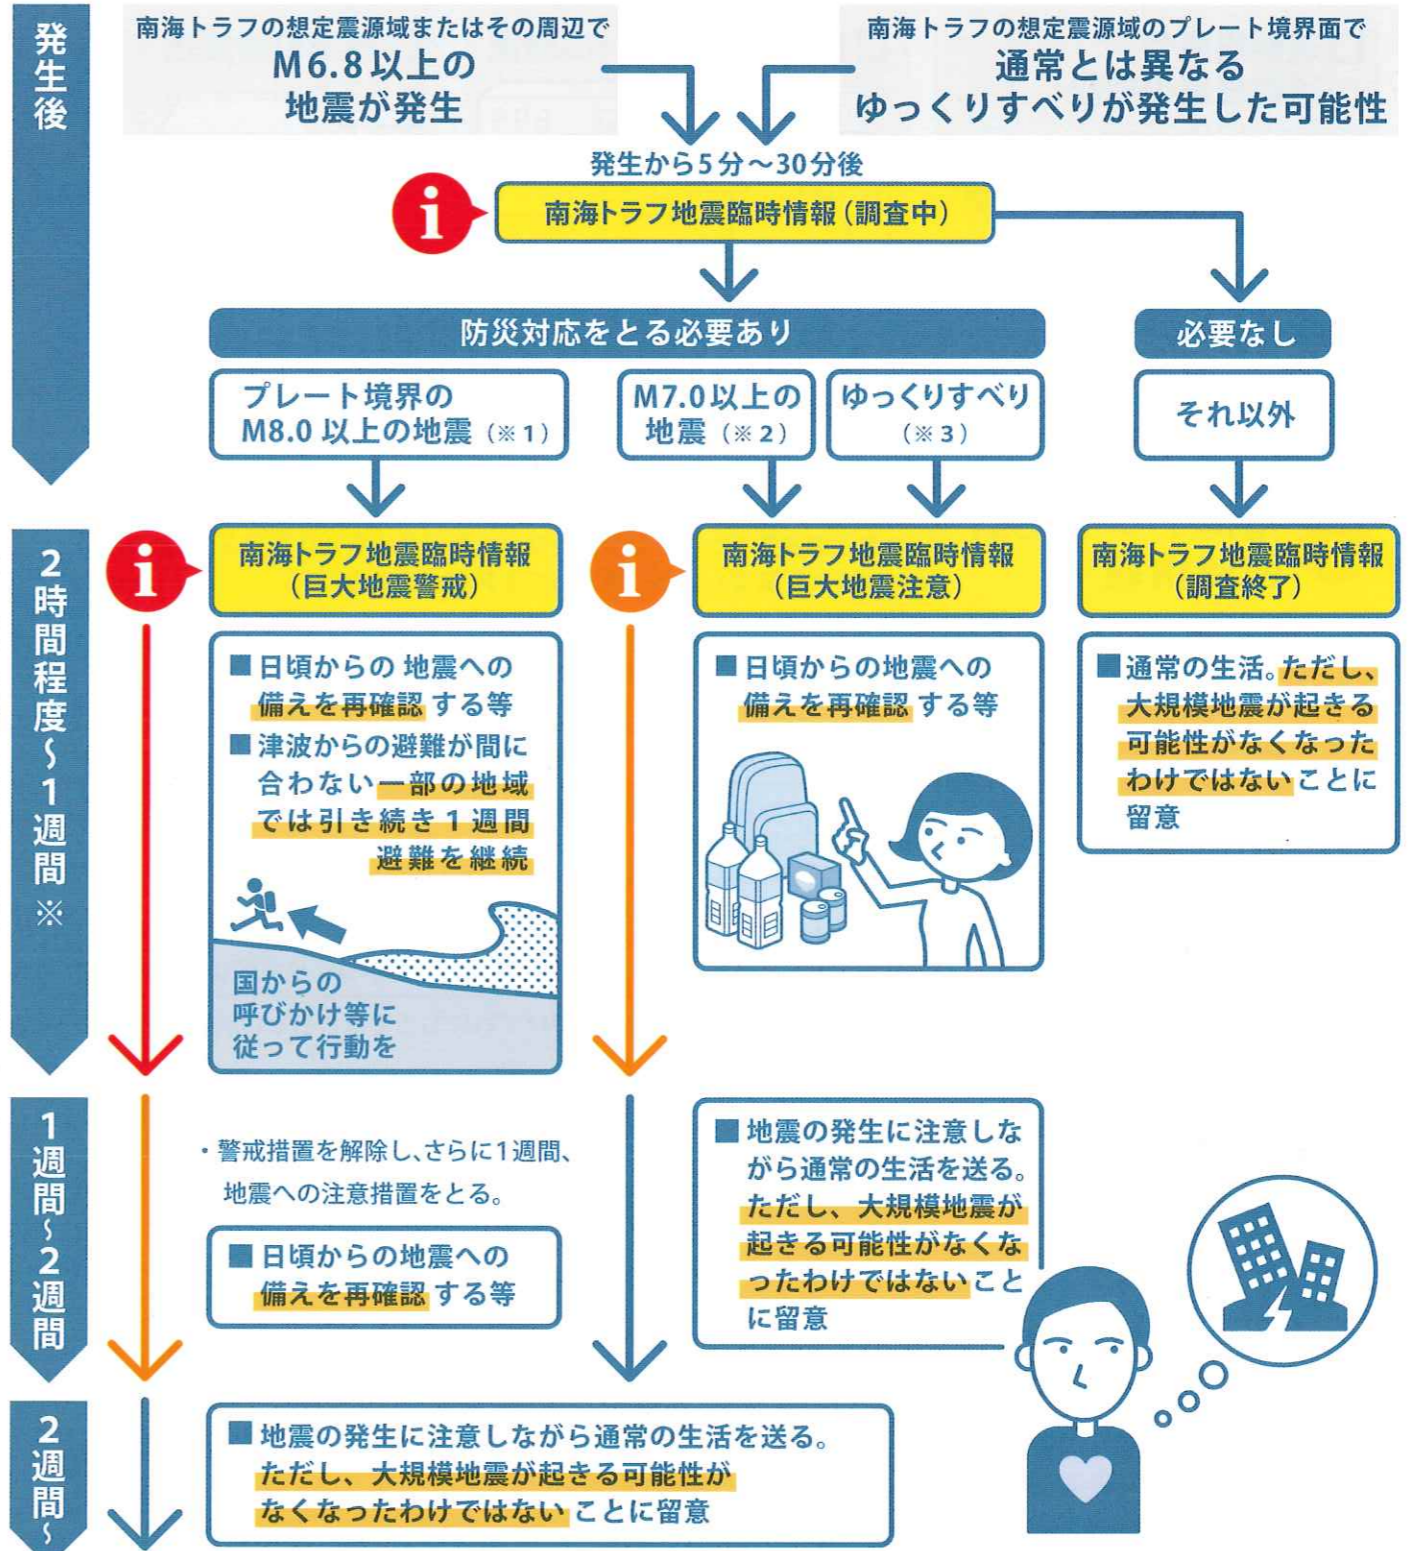 発生後
南海トラフの想定震源域またはその周辺で
M6.8以上の
地震が発生
南海トラフの想定震源域のプレート境界面で
通常とは異なる
ゆっくりすべりが発生した可能性
発生から5分～30分後
i
南海トラフ地震臨時情報（調査中）
防災対応をとる必要あり
必要なし
プレート境界の
M8.0 以上の地震（※1）
M7.0以上の
地震（※2）
ゆっくりすべり
（※3）
それ以外
2時間程度～1週間※
i
南海トラフ地震臨時情報
（巨大地震警戒）
i
南海トラフ地震臨時情報
（巨大地震注意）
南海トラフ地震臨時情報
（調査終了）
■日頃からの 地震への
備えを再確認 する等
■津波からの避難が間に
合わない 一部の地域
では引き続き 1 週間
避難を継続
国からの
呼びかけ等に
従って行動を
■日頃からの地震への
備えを再確認 する等
■通常の生活。ただし、
大規模地震が起きる
可能性がなくなった
わけではない ことに
留意
1週間～2週間
・警戒措置を解除し、さらに1週間、
地震への注意措置をとる。
■日頃からの地震への
備えを再確認 する等
■地震の発生に注意しな
がら通常の生活を送る。
ただし、大規模地震が
起きる可能性がなくな
ったわけではない こと
に留意
2週間～
■地震の発生に注意しながら通常の生活を送る。
ただし、大規模地震が起きる可能性が
なくなったわけではない ことに留意